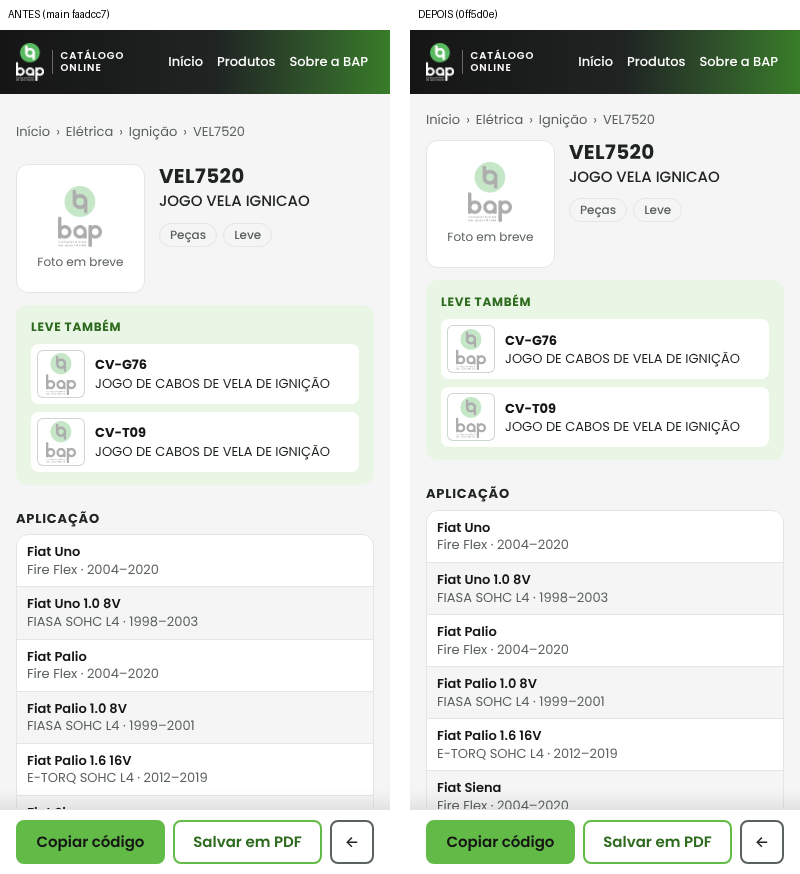 ANTES (main faadcc7)
bap
CATÁLOGO
ONLINE
Início Produtos Sobre a BAP
Início › Elétrica › Ignição › VEL7520
bap
Foto em breve
VEL7520
JOGO VELA IGNICAO
Peças Leve
LEVE TAMBÉM
bap
CV-G76
JOGO DE CABOS DE VELA DE IGNIÇÃO
bap
CV-T09
JOGO DE CABOS DE VELA DE IGNIÇÃO
APLICAÇÃO
Fiat Uno
Fire Flex · 2004–2020
Fiat Uno 1.0 8V
FIASA SOHC L4 · 1998–2003
Fiat Palio
Fire Flex · 2004–2020
Fiat Palio 1.0 8V
FIASA SOHC L4 · 1999–2001
Fiat Palio 1.6 16V
E-TORQ SOHC L4 · 2012–2019
Copiar código Salvar em PDF ←
DEPOIS (0ff5d0e)
bap
CATÁLOGO
ONLINE
Início Produtos Sobre a BAP
Início › Elétrica › Ignição › VEL7520
bap
Foto em breve
VEL7520
JOGO VELA IGNICAO
Peças Leve
LEVE TAMBÉM
bap
CV-G76
JOGO DE CABOS DE VELA DE IGNIÇÃO
bap
CV-T09
JOGO DE CABOS DE VELA DE IGNIÇÃO
APLICAÇÃO
Fiat Uno
Fire Flex · 2004–2020
Fiat Uno 1.0 8V
FIASA SOHC L4 · 1998–2003
Fiat Palio
Fire Flex · 2004–2020
Fiat Palio 1.0 8V
FIASA SOHC L4 · 1999–2001
Fiat Palio 1.6 16V
E-TORQ SOHC L4 · 2012–2019
Fiat Siena
Fire Flex · 2004–2020
Copiar código Salvar em PDF ←